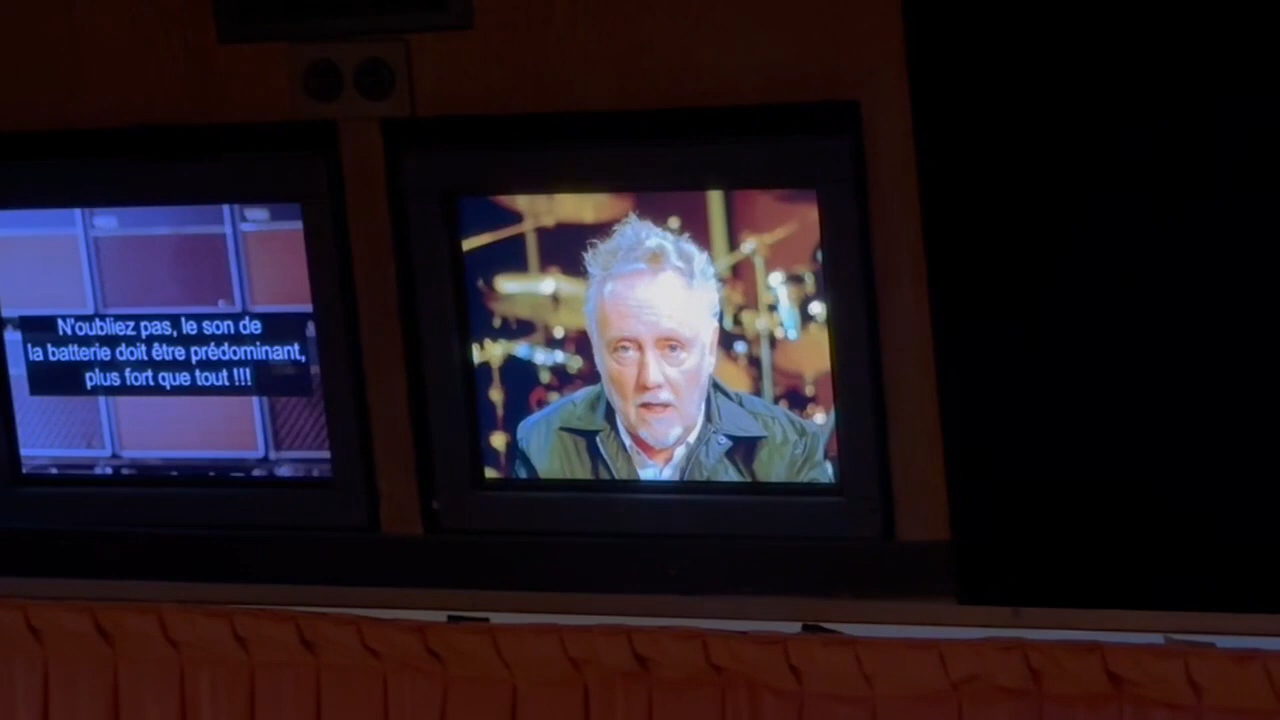 N'oubliez pas, le son de
la batterie doit être prédominant,
plus fort que tout !!!